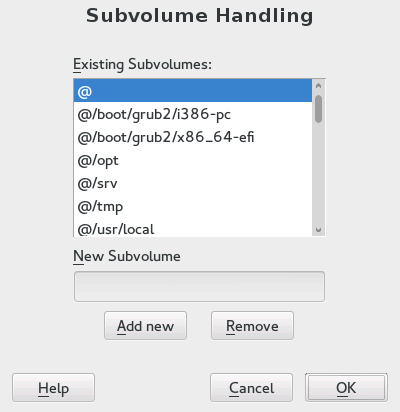 Subvolume Handling
Existing Subvolumes:
@
@/boot/grub2/i386-pc
@/boot/grub2/x86_64-efi
@/opt
@/srv
@/tmp
@/usr/local
New Subvolume
Add new Remove
Help Cancel OK